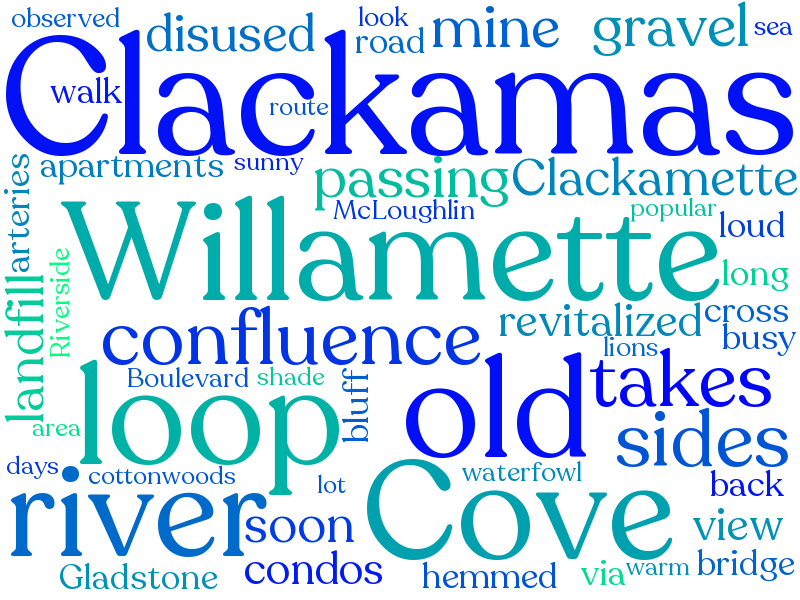 observed
look
sea
disused
road
mine
gravel
Clackamas
walk
route
apartments
sunny
passing
Clackamette
arteries
McLoughlin
popular
loud
Willamette
long
Riverside
landfill
confluence
revitalized
cross
busy
lions
Boulevard
shade
bluff
loop
old
takes
area
sides
days
cottonwoods
lot
waterfowl
back
river
soon
Cove
view
Gladstone
condos
hemmed
via
warm
bridge